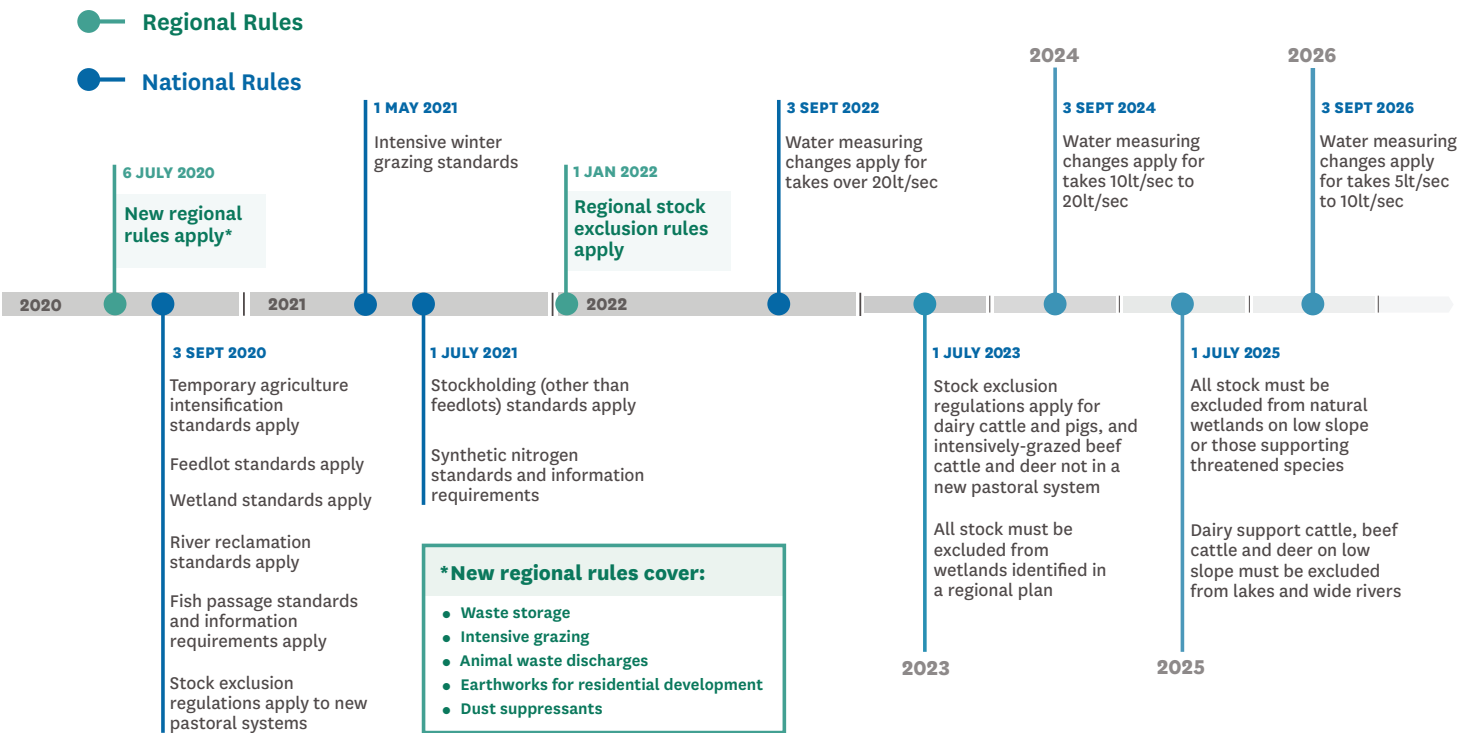 Regional Rules
National Rules
2024
2026
1 MAY 2021
Intensive winter
grazing standards
3 SEPT 2022
Water measuring
changes apply for
takes over 20lt/sec
3 SEPT 2024
Water measuring
changes apply for
takes 10lt/sec to
20lt/sec
3 SEPT 2026
Water measuring
changes apply
for takes 5lt/sec
to 10lt/sec
6 JULY 2020
New regional
rules apply*
1 JAN 2022
Regional stock
exclusion rules
apply
2020
2021
2022
3 SEPT 2020
Temporary agriculture
intensification
standards apply
Feedlot standards apply
Wetland standards apply
River reclamation
standards apply
Fish passage standards
and information
requirements apply
Stock exclusion
regulations apply to new
pastoral systems
1 JULY 2021
Stockholding (other than
feedlots) standards apply
Synthetic nitrogen
standards and information
requirements
*New regional rules cover:
• Waste storage
• Intensive grazing
• Animal waste discharges
• Earthworks for residential development
• Dust suppressants
1 JULY 2023
Stock exclusion
regulations apply for
dairy cattle and pigs, and
intensively-grazed beef
cattle and deer not in a
new pastoral system
All stock must be
excluded from
wetlands identified in
a regional plan
2023
1 JULY 2025
All stock must be
excluded from natural
wetlands on low slope
or those supporting
threatened species
Dairy support cattle, beef
cattle and deer on low
slope must be excluded
from lakes and wide rivers
2025